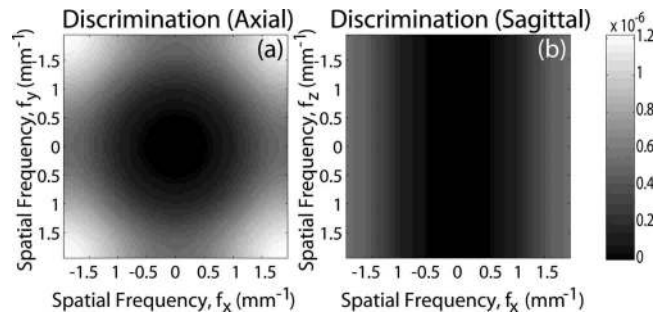 Discrimination (Axial)
(a)
Spatial Frequency, f_y (mm⁻¹)
-1.5
1
0.5
0
0.5
1
1.5
-1.5 1 0.5 0 0.5 1 1.5
Spatial Frequency, f_x (mm⁻¹)
Discrimination (Sagittal)
(b)
Spatial Frequency, f_z (mm⁻¹)
-1.5
1
0.5
0
0.5
1
1.5
-1.5 1 0.5 0 0.5 1 1.5
Spatial Frequency, f_x (mm⁻¹)
x 10⁻⁶
1.2
1
0.8
0.6
0.4
0.2
0